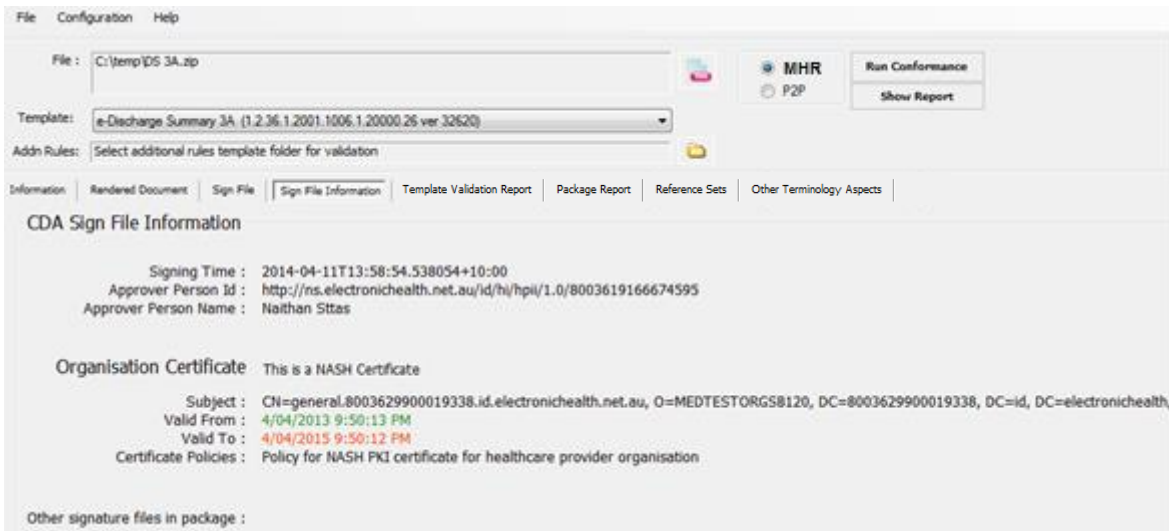 File Configuration Help
File : C:\temp\DS 3A.zip
MHR
Run Conformance
P2P
Show Report
Template: e-Discharge Summary 3A (1.2.36.1.2001.1006.1.20000.26 ver 32620)
Addn Rules: Select additional rules template folder for validation
Information Rendered Document Sign File Sign File Information Template Validation Report Package Report Reference Sets Other Terminology Aspects
CDA Sign File Information
Signing Time : 2014-04-11T13:58:54.538054+10:00
Approver Person Id : http://ns.electronichealth.net.au/id/hi/hpii/1.0/8003619166674595
Approver Person Name : Naithan Sttas
Organisation Certificate This is a NASH Certificate
Subject : CN=general.8003629900019338.id.electronichealth.net.au, O=MEDTESTORGSB120, DC=8003629900019338, DC=id, DC=electronichealth,
Valid From : 4/04/2013 9:50:13 PM
Valid To : 4/04/2015 9:50:12 PM
Certificate Policies : Policy for NASH PKI certificate for healthcare provider organisation
Other signature files in package :